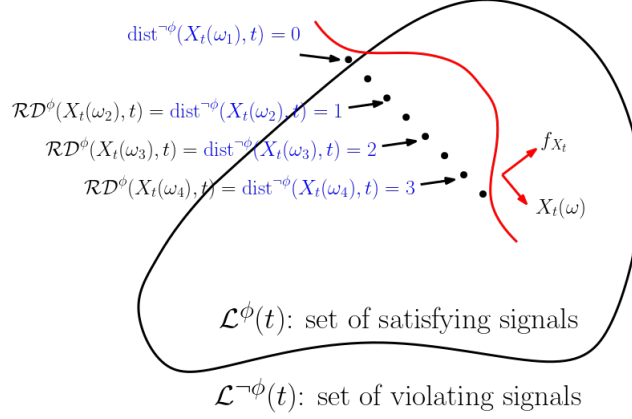 dist^{¬ϕ}(X_t(ω_1), t) = 0
ℛ𝒟^ϕ(X_t(ω_2), t) = dist^{¬ϕ}(X_t(ω_2), t) = 1
ℛ𝒟^ϕ(X_t(ω_3), t) = dist^{¬ϕ}(X_t(ω_3), t) = 2
ℛ𝒟^ϕ(X_t(ω_4), t) = dist^{¬ϕ}(X_t(ω_4), t) = 3
f_{X_t}
X_t(ω)
ℒ^ϕ(t): set of satisfying signals
ℒ^{¬ϕ}(t): set of violating signals